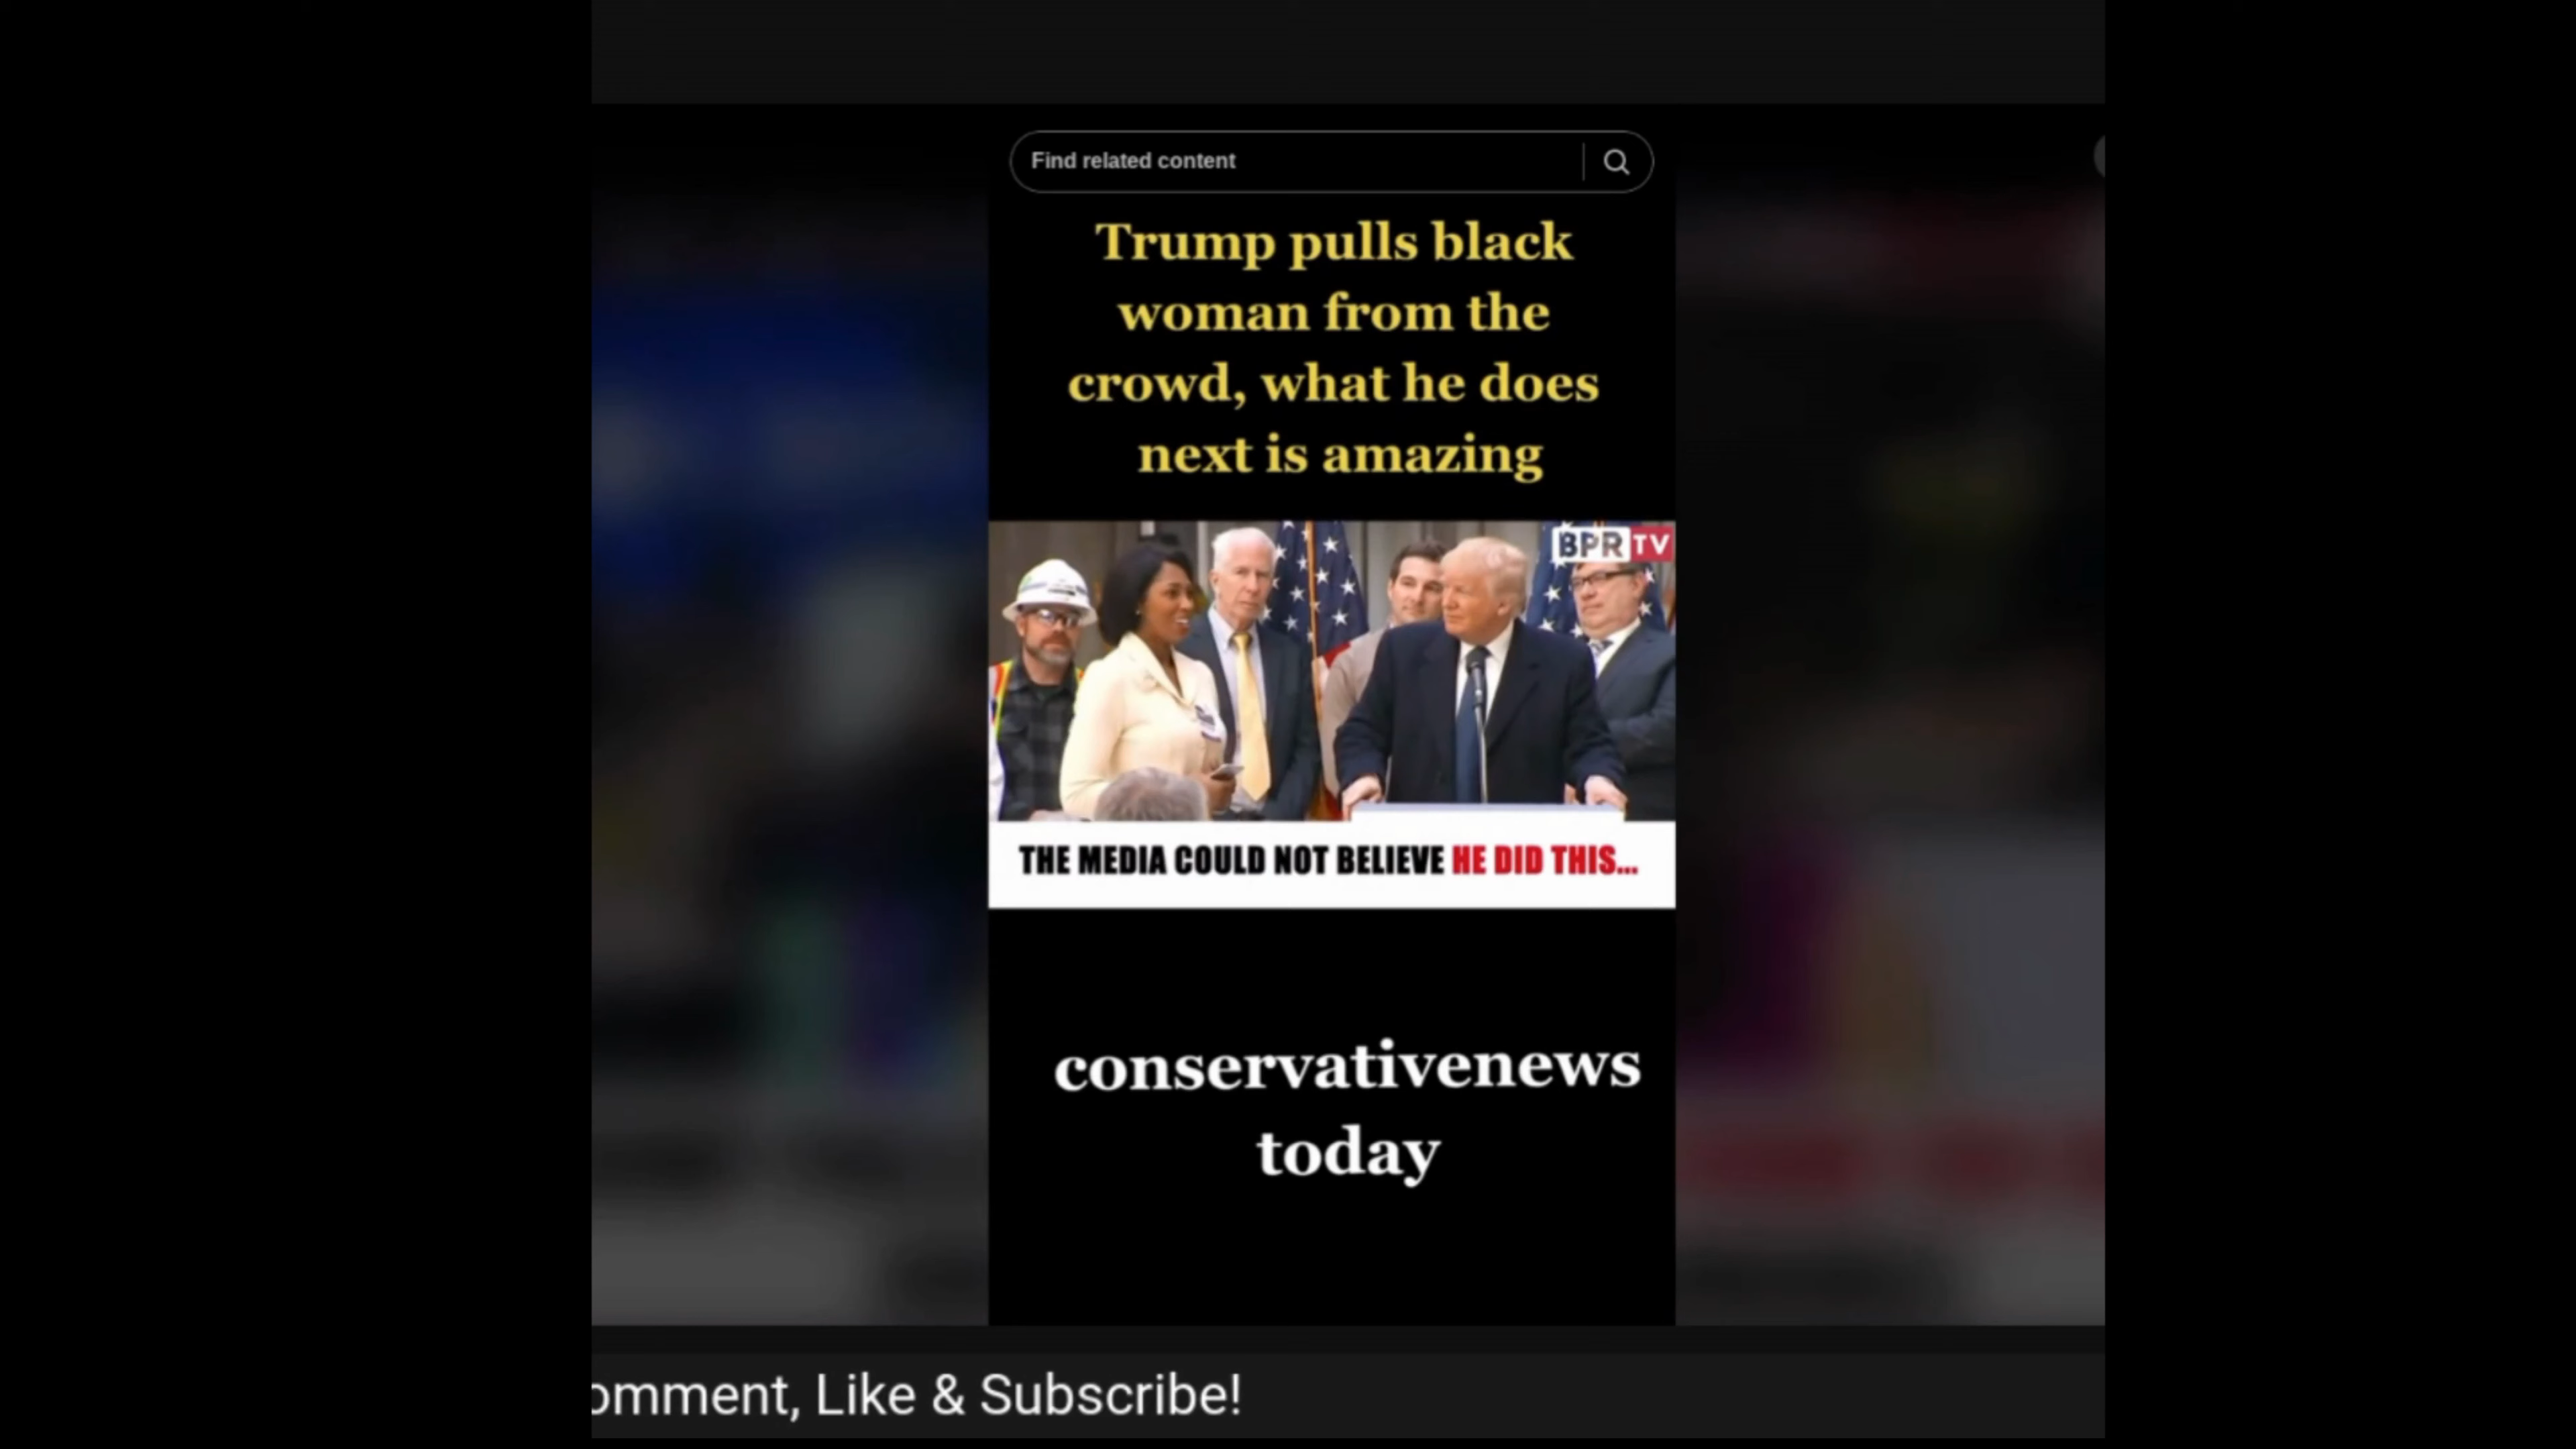 Find related content
Trump pulls black
woman from the
crowd, what he does
next is amazing
BPR TV
THE MEDIA COULD NOT BELIEVE HE DID THIS...
conservativenews
today
omment, Like & Subscribe!